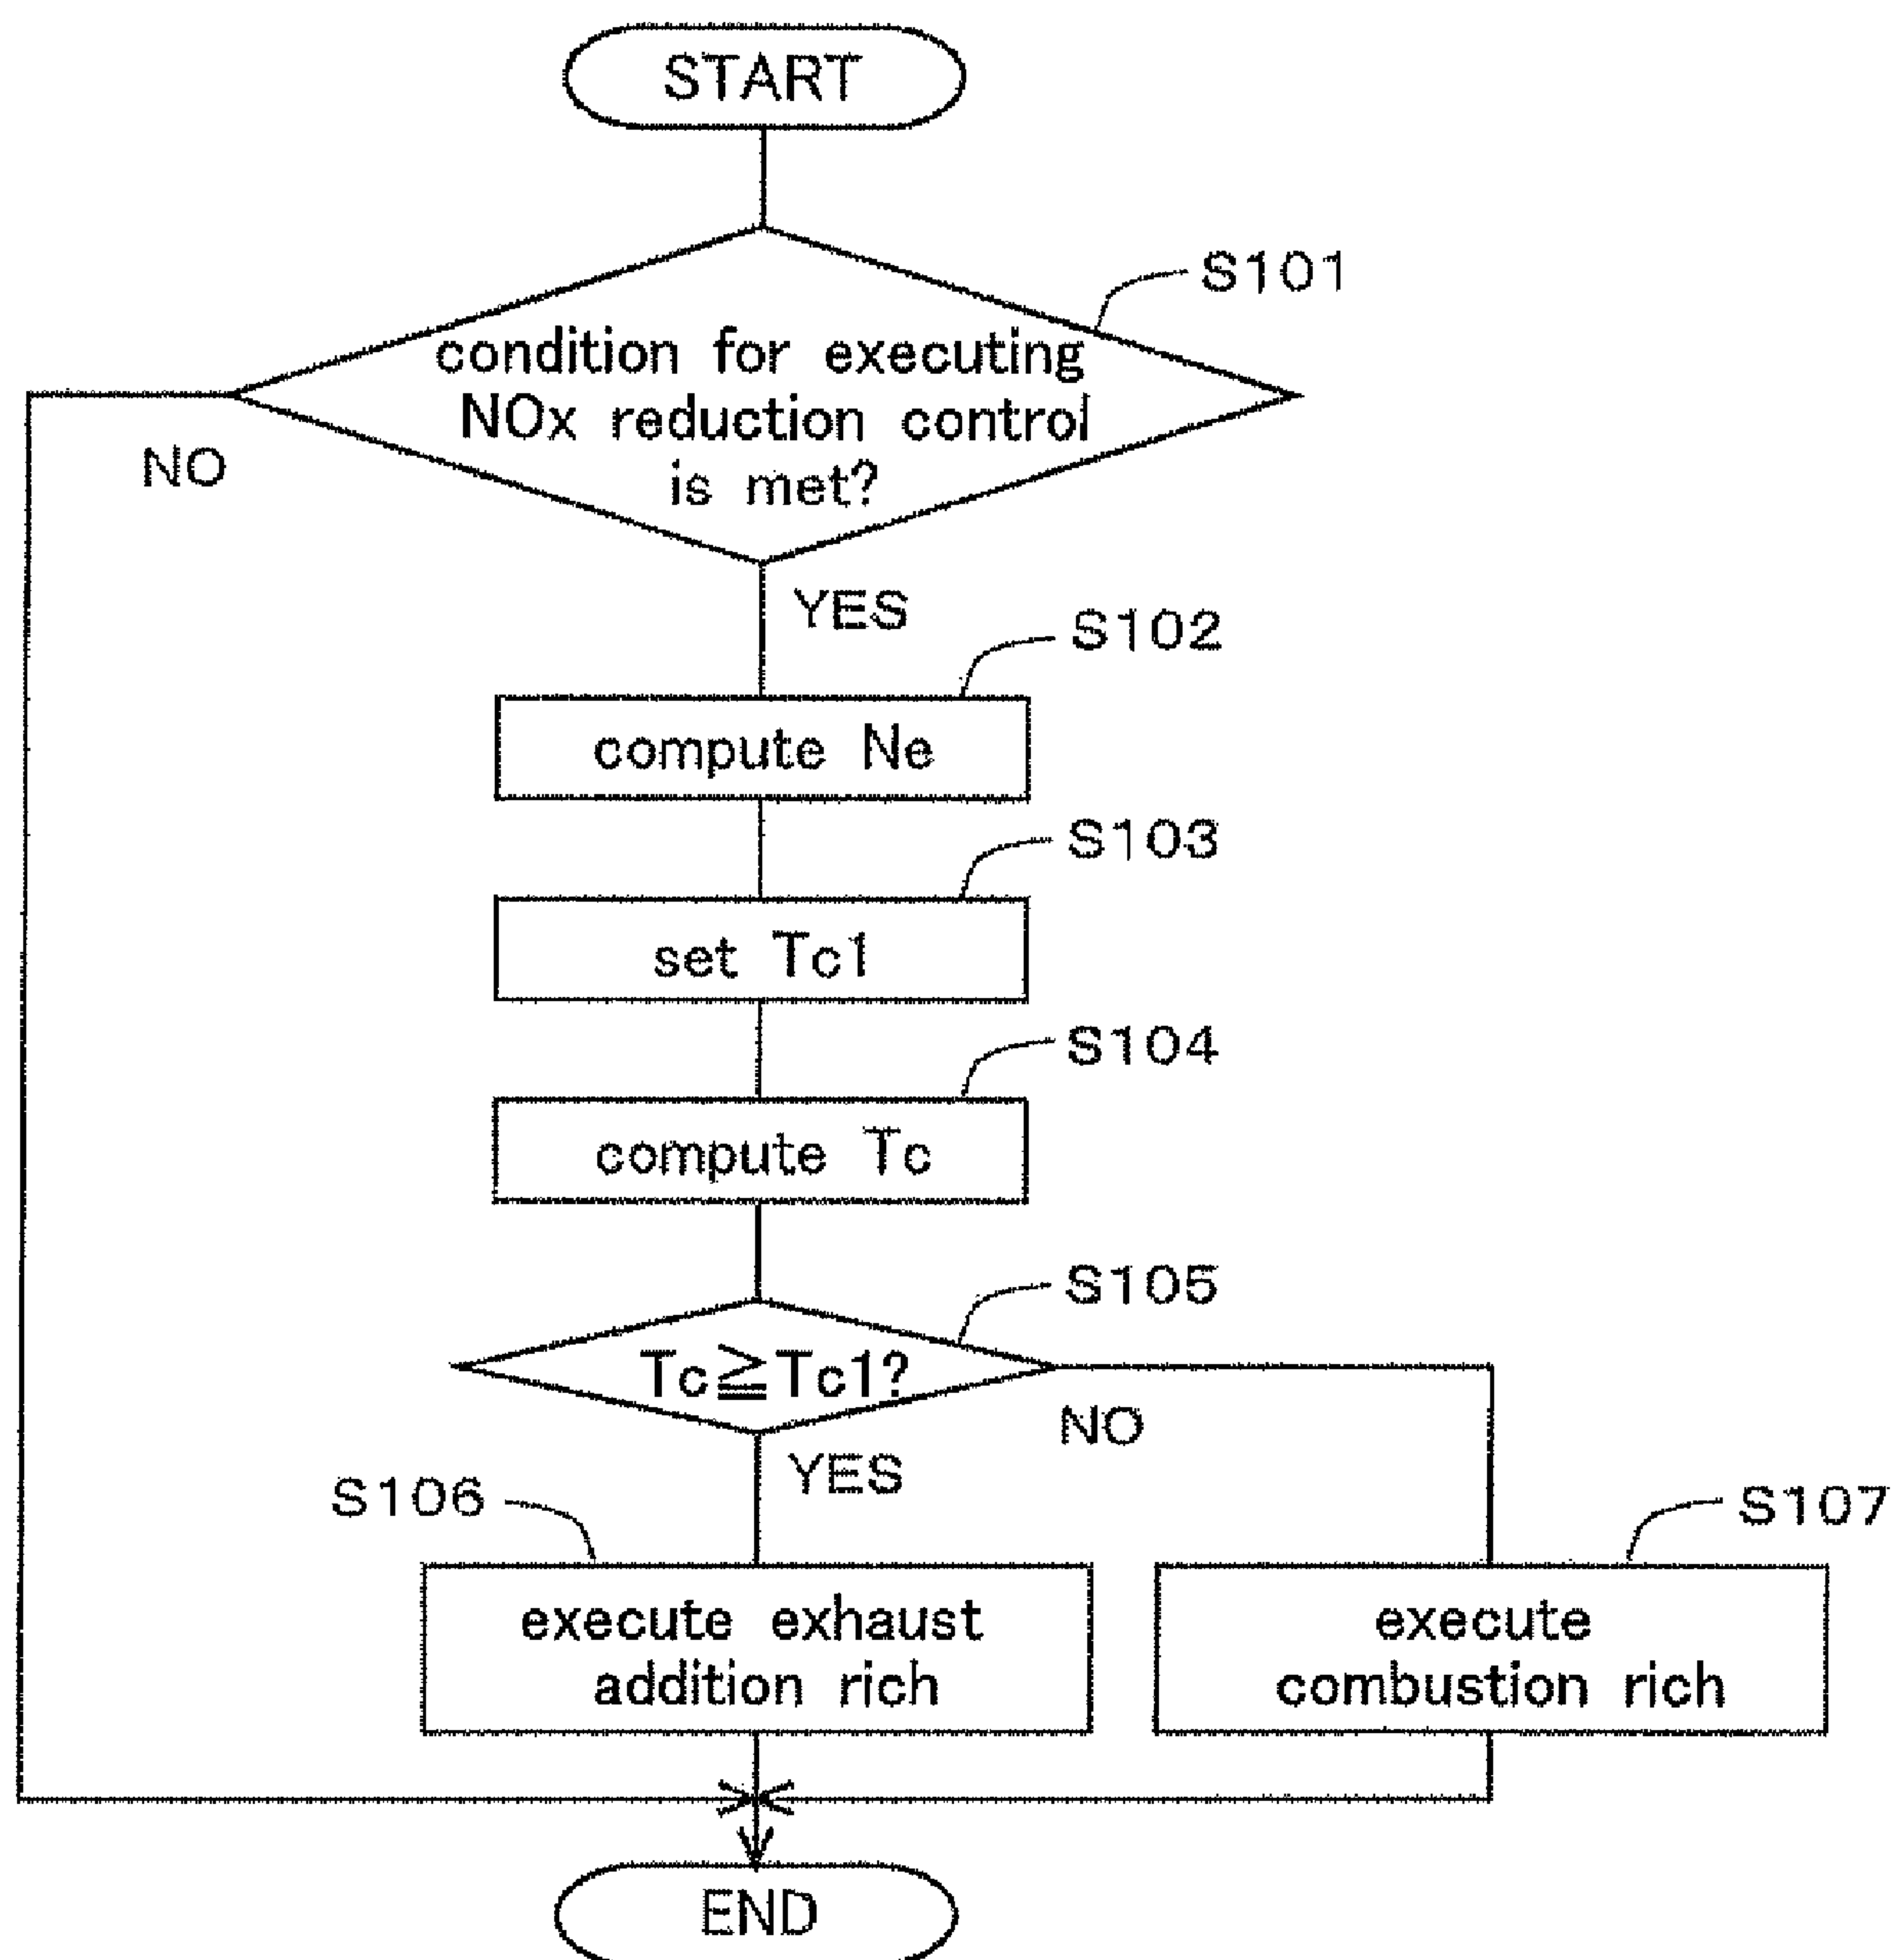 START
S101
condition for executing
NOx reduction control
is met?
NO
YES
S102
compute Ne
S103
set Tc1
S104
compute Tc
S105
Tc≧Tc1?
NO
YES
S106
S107
execute exhaust
addition rich
execute
combustion rich
END